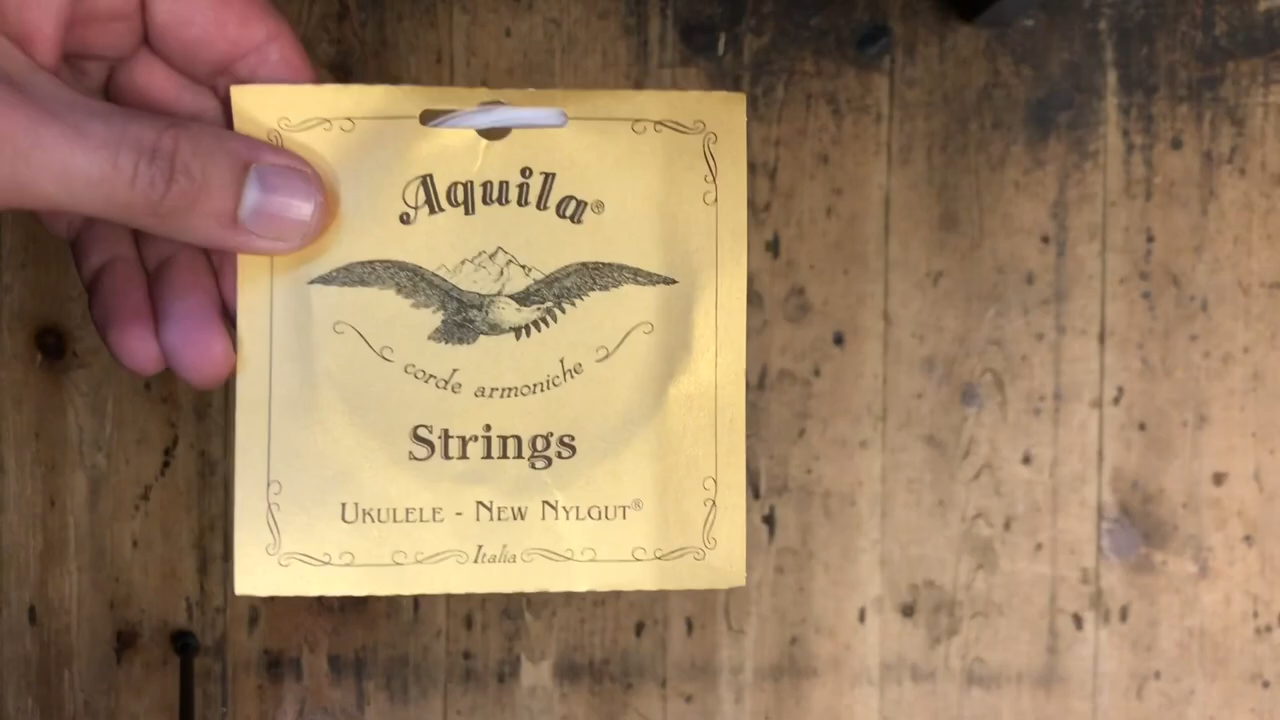 Aquila®
corde armoniche
Strings
UKULELE - NEW NYLGUT®
Italia